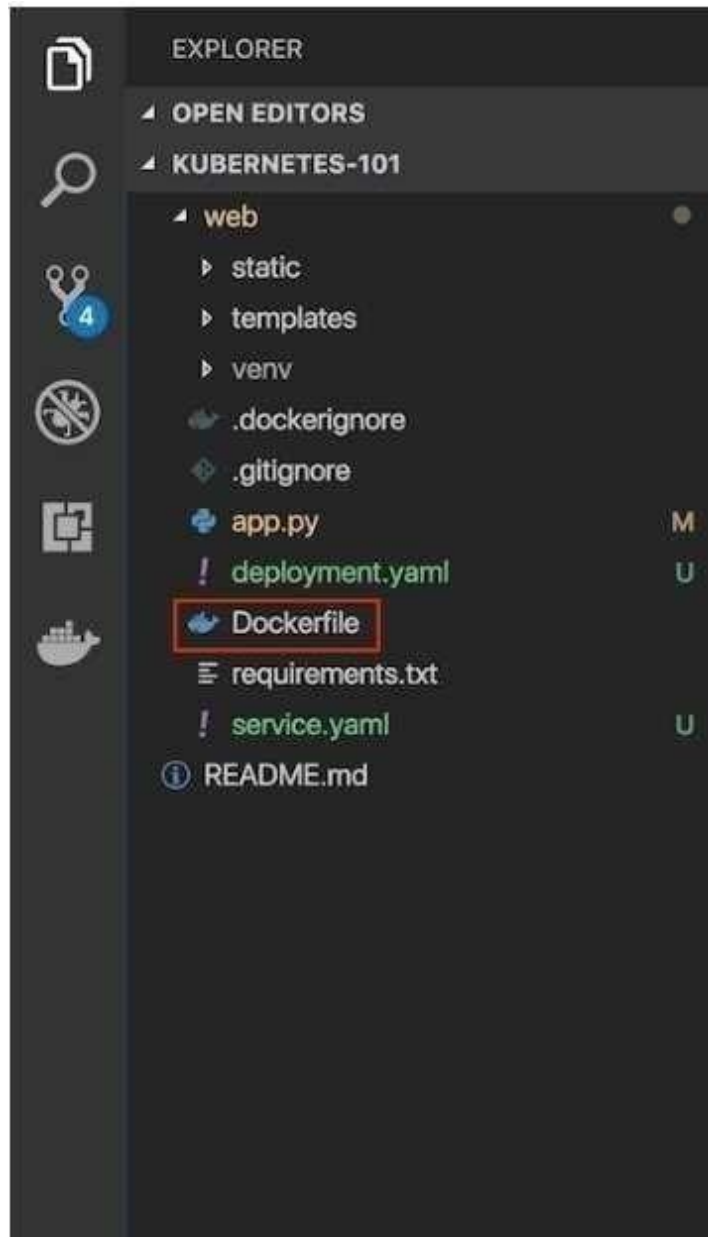 EXPLORER
OPEN EDITORS
KUBERNETES-101
web
static
templates
venv
.dockerignore
.gitignore
app.py M
deployment.yaml U
Dockerfile
requirements.txt
service.yaml U
README.md
4